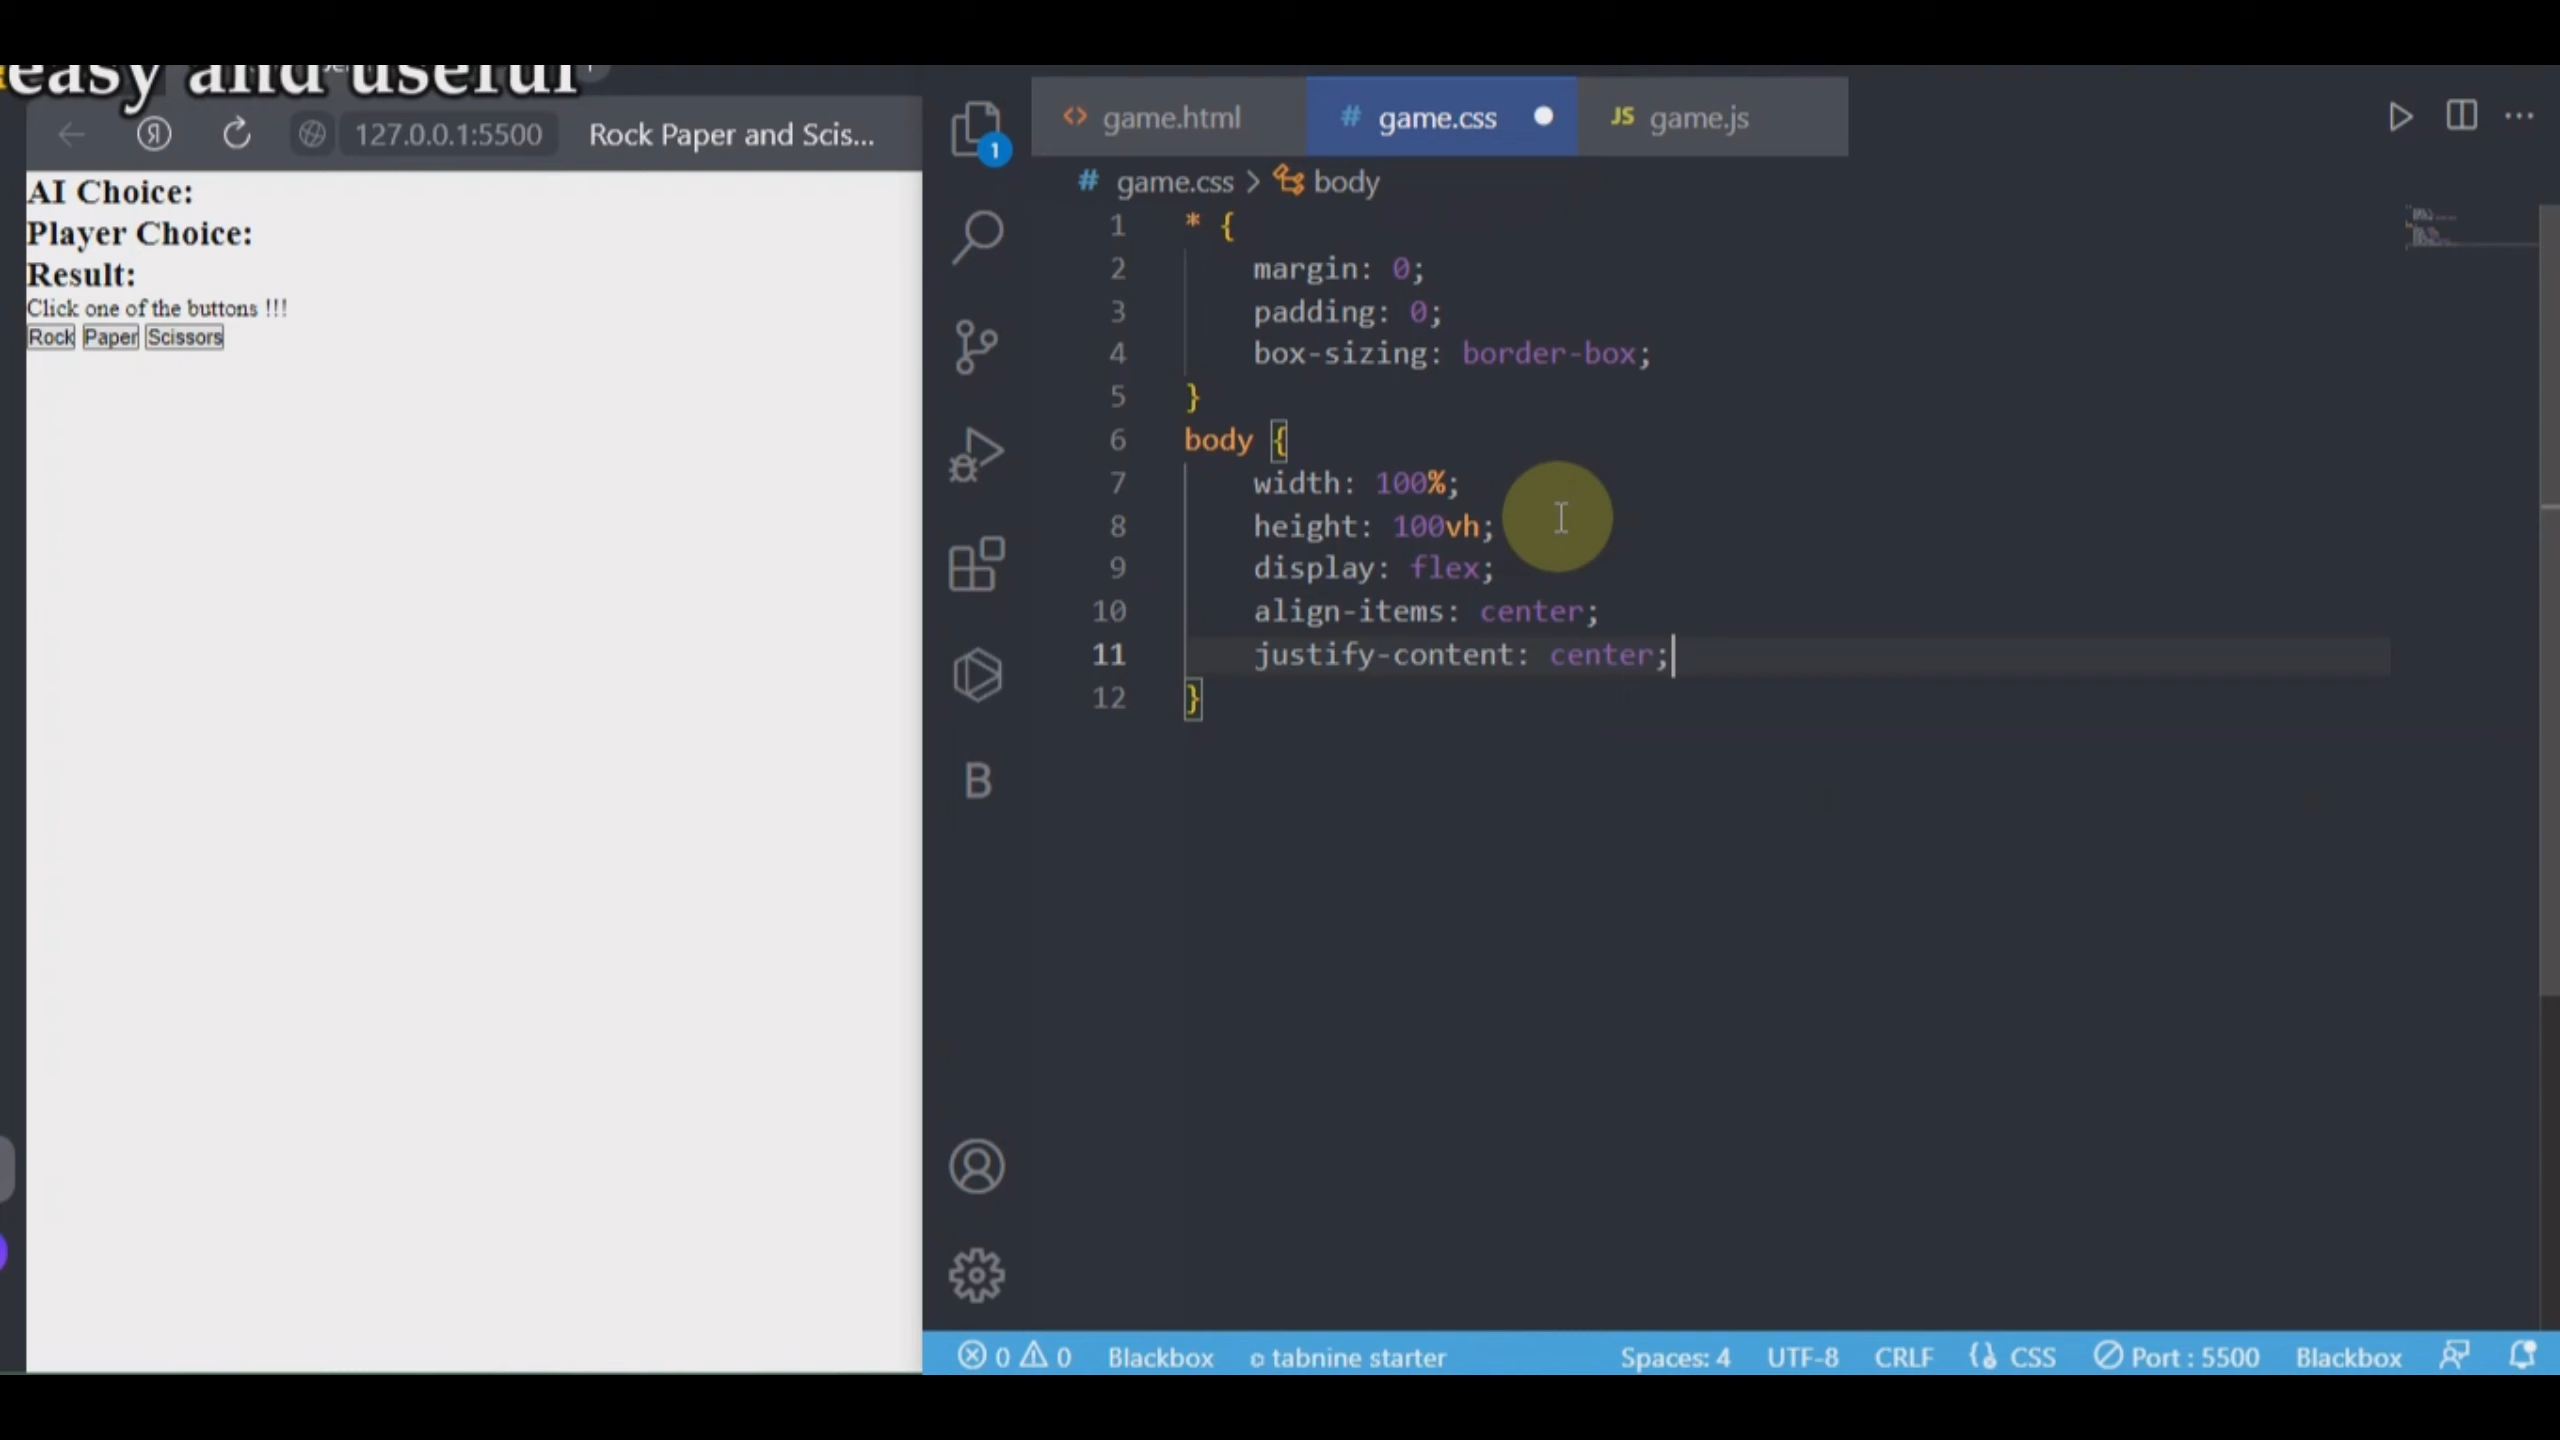 easy and useful
127.0.0.1:5500 Rock Paper and Scis...
AI Choice:
Player Choice:
Result:
Click one of the buttons !!!
Rock Paper Scissors
1
B
<> game.html # game.css JS game.js
# game.css > body
1 * {
2 margin: 0;
3 padding: 0;
4 box-sizing: border-box;
5 }
6 body {
7 width: 100%;
8 height: 100vh;
9 display: flex;
10 align-items: center;
11 justify-content: center;
12 }
0 0 Blackbox tabnine starter Spaces: 4 UTF-8 CRLF CSS Port : 5500 Blackbox